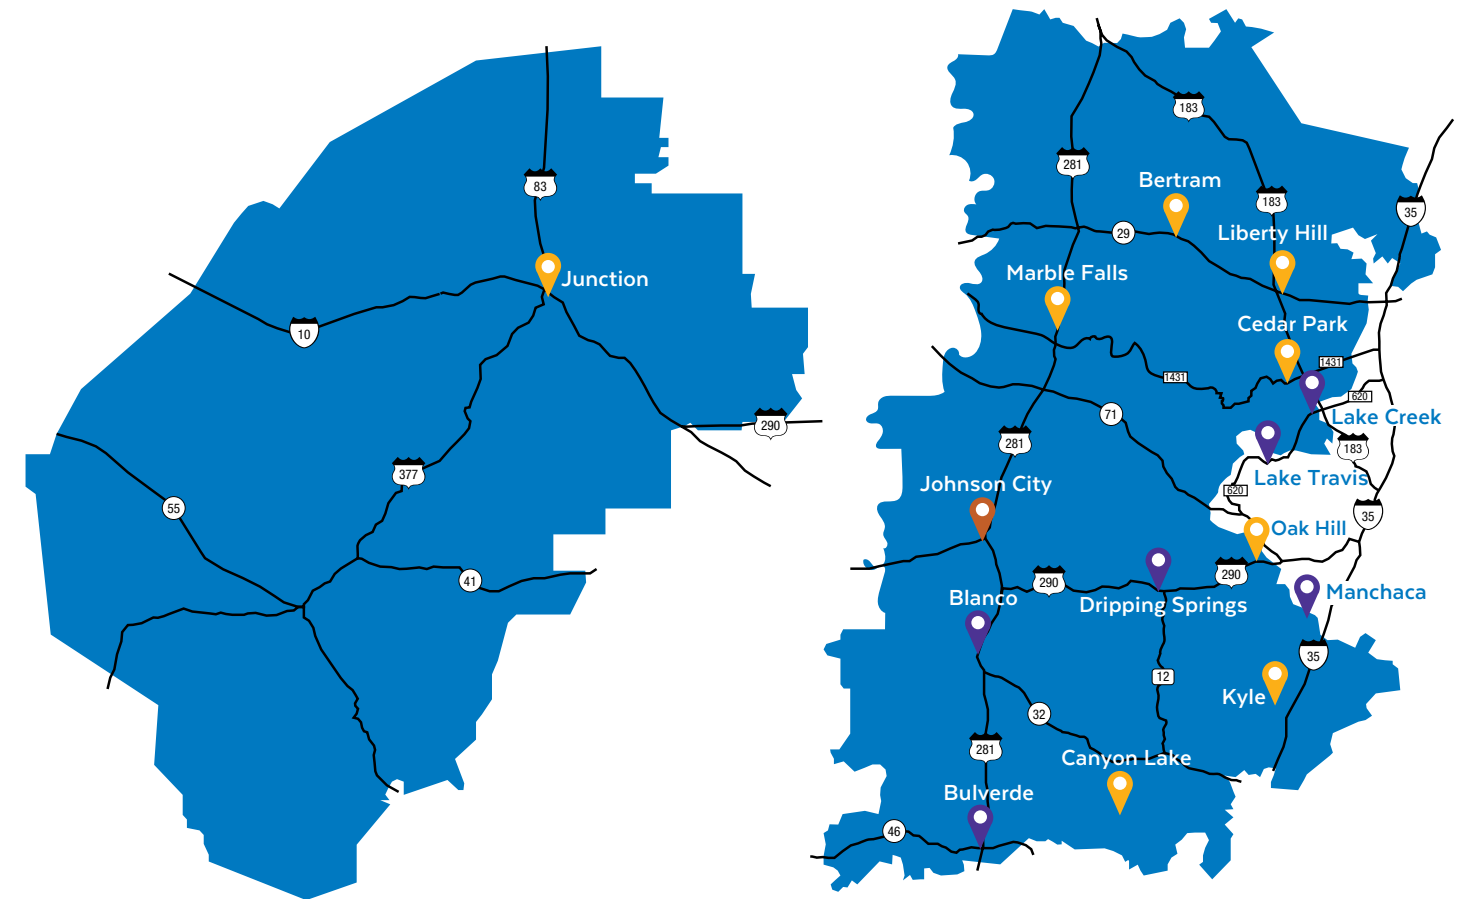 83
Junction
10
290
377
55
41
183
281
Bertram
183
35
29
Liberty Hill
Marble Falls
Cedar Park
1431
1431
620
71
Lake Creek
281
183
Lake Travis
Johnson City
620
35
Oak Hill
290
290
Blanco
Dripping Springs
Manchaca
35
12
Kyle
32
281
Canyon Lake
Bulverde
46